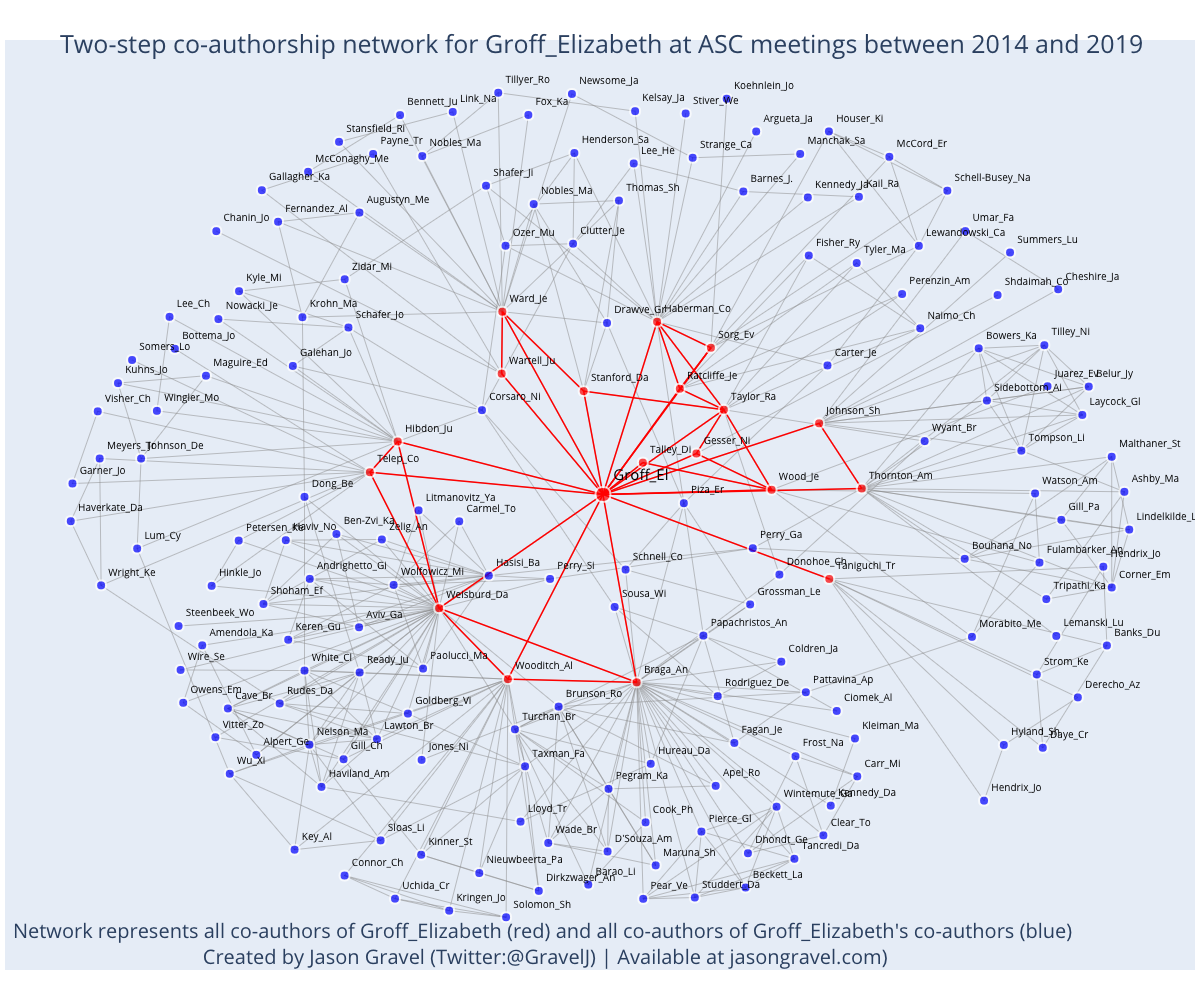 Two-step co-authorship network for Groff_Elizabeth at ASC meetings between 2014 and 2019
Tillyer_Ro
Newsome_Ja
Koehnlein_Jo
Bennett_Ju
Link_Na
Fox_Ka
Kelsay_Ja
Stiver_We
Stansfield_Ri
Payne_Tr
Nobles_Ma
Henderson_Sa
Lee_He
Strange_Ca
Argueta_Ja
Houser_Ki
Manchak_Sa
McCord_Er
McConaghy_Me
Gallagher_Ka
Shafer_Ji
Nobles_Ma
Thomas_Sh
Barnes_J.
Kennedy_Ja
Kail_Ra
Schell-Busey_Na
Chanin_Jo
Fernandez_Al
Augustyn_Me
Ozer_Mu
Clutter_Je
Fisher_Ry
Tyler_Ma
Lewandowski_Ca
Umar_Fa
Summers_Lu
Kyle_Mi
Zidar_Mi
Perenzin_Am
Shdaimah_Co
Cheshire_Ja
Lee_Ch
Nowacki_Je
Krohn_Ma
Schafer_Jo
Ward_Je
Drawve_Gr
Haberman_Co
Sorg_Ev
Naimo_Ch
Somers_Lo
Bottema_Jo
Maguire_Ed
Galehan_Jo
Wartell_Ju
Stanford_Da
Ratcliffe_Je
Carter_Je
Bowers_Ka
Tilley_Ni
Kuhns_Jo
Visher_Ch
Wingler_Mo
Corsaro_Ni
Taylor_Ra
Johnson_Sh
Sidebottom_Ai
Juarez_Ev
Belur_Jy
Laycock_Gl
Hibdon_Ju
Wyant_Br
Tompson_Li
Meyers_Tr
Johnson_De
Telep_Co
Talley_Di
Gesser_Ni
Malthaner_St
Garner_Jo
Dong_Be
Groff_El
Wood_Je
Thornton_Am
Watson_Am
Ashby_Ma
Haverkate_Da
Litmanovitz_Ya
Carmel_To
Piza_Er
Gill_Pa
Lindelkilde_L
Lum_Cy
Petersen_Ke
Haviv_No
Ben-Zvi_Ka
Zelig_An
Perry_Ga
Bouhana_No
Fulambarker_An
Hendrix_Jo
Wright_Ke
Hinkle_Jo
Andrighetto_Gi
Wolfowicz_Mi
Hasisi_Ba
Perry_Si
Schnell_Co
Donohoe_Ch
Taniguchi_Tr
Tripathi_Ka
Corner_Em
Shoham_Ef
Weisburd_Da
Sousa_Wi
Grossman_Le
Steenbeek_Wo
Keren_Gu
Aviv_Ga
Papachristos_An
Morabito_Me
Lemanski_Lu
Banks_Du
Amendola_Ka
Wire_Se
White_Cl
Ready_Ju
Paolucci_Ma
Wooditch_Al
Braga_An
Coldren_Ja
Strom_Ke
Owens_Em
Cave_Br
Rudes_Da
Goldberg_Vi
Brunson_Ro
Rodriguez_De
Pattavina_Ap
Ciomek_Al
Derecho_Az
Vitter_Zo
Nelson_Ma
Lawton_Br
Turchan_Br
Fagan_Je
Kleiman_Ma
Hyland_Sh
Daye_Cr
Alpert_Ge
Gill_Ch
Jones_Ni
Taxman_Fa
Hureau_Da
Frost_Na
Wu_Xi
Haviland_Am
Pegram_Ka
Apel_Ro
Carr_Mi
Hendrix_Jo
Lloyd_Tr
Cook_Ph
Wintemute_Ga
Kennedy_Da
Key_Al
Sloas_Li
Kinner_St
Wade_Br
D'Souza_Am
Pierce_Gl
Clear_To
Connor_Ch
Nieuwbeerta_Pa
Maruna_Sh
Dhondt_Ge
Tancredi_Da
Uchida_Cr
Dirkzwager_An
Barao_Li
Beckett_La
Kringen_Jo
Solomon_Sh
Pear_Ve
Studdert_Da
Network represents all co-authors of Groff_Elizabeth (red) and all co-authors of Groff_Elizabeth's co-authors (blue)
Created by Jason Gravel (Twitter:@GravelJ) | Available at jasongravel.com)